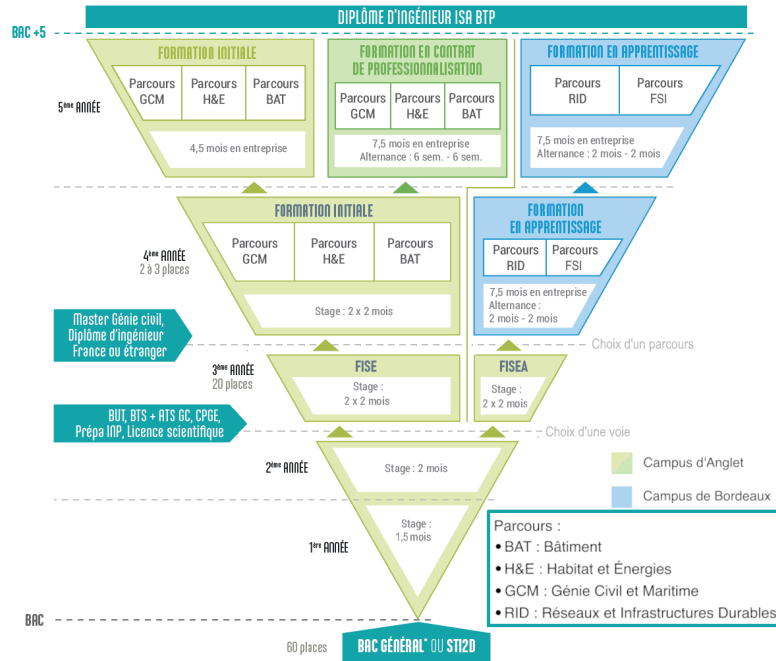 DIPLÔME D'INGÉNIEUR ISA BTP
BAC +5
FORMATION INITIALE
Parcours
GCM
Parcours
H&E
Parcours
BAT
4,5 mois en entreprise
FORMATION EN CONTRAT
DE PROFESSIONNALISATION
Parcours
GCM
Parcours
H&E
Parcours
BAT
7,5 mois en entreprise
Alternance : 6 sem. - 6 sem.
FORMATION EN APPRENTISSAGE
Parcours
RID
Parcours
FSI
7,5 mois en entreprise
Alternance : 2 mois - 2 mois
5ème ANNÉE
FORMATION INITIALE
Parcours
GCM
Parcours
H&E
Parcours
BAT
Stage : 2 x 2 mois
FORMATION
EN APPRENTISSAGE
Parcours
RID
Parcours
FSI
7,5 mois en entreprise
Alternance :
2 mois - 2 mois
4ème ANNÉE
2 à 3 places
Master Génie civil,
Diplôme d'ingénieur
France ou étranger
Choix d'un parcours
3ème ANNÉE
20 places
FISE
Stage :
2 x 2 mois
FISEA
Stage :
2 x 2 mois
BUT, BTS + ATS GC, CPGE,
Prépa INP, Licence scientifique
Choix d'une voie
2ème ANNÉE
Stage : 2 mois
1ère ANNÉE
Stage :
1,5 mois
Campus d'Anglet
Campus de Bordeaux
Parcours :
• BAT : Bâtiment
• H&E : Habitat et Énergies
• GCM : Génie Civil et Maritime
• RID : Réseaux et Infrastructures Durables
BAC
60 places
BAC GÉNÉRAL* OU STI2D